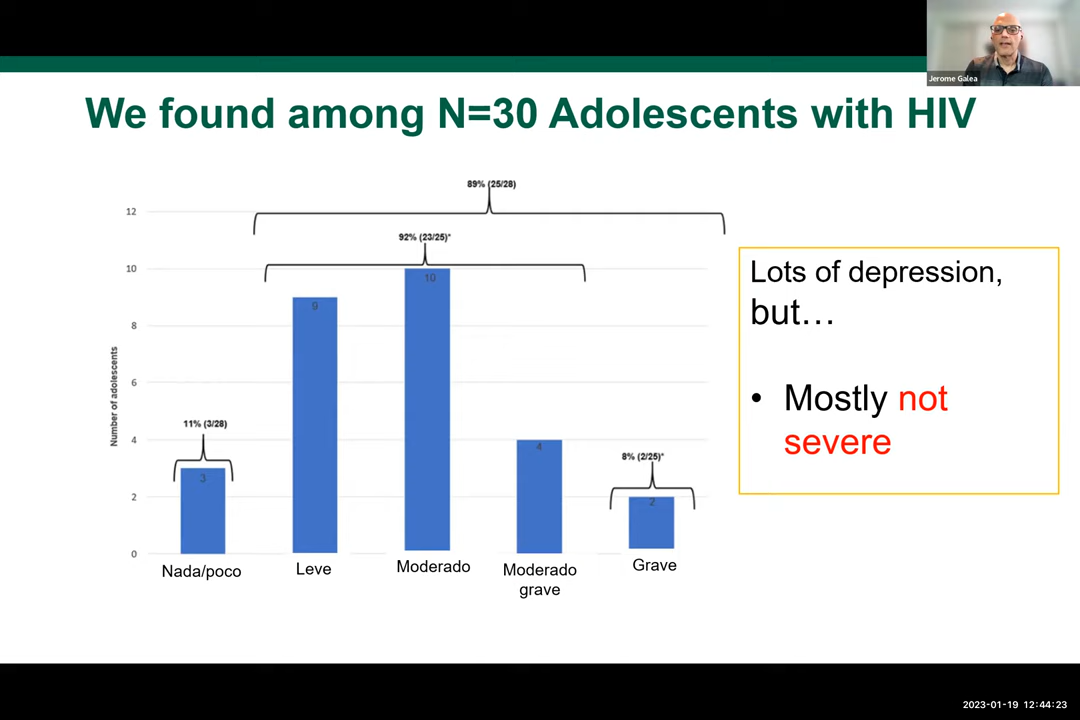 Jerome Galea
We found among N=30 Adolescents with HIV
89% (25/28)
12
92% (23/25)*
10
10
9
8
6
11% (3/28)
4
4
8% (2/25)*
3
2
2
0
Number of adolescents
Nada/poco
Leve
Moderado
Moderado
grave
Grave
Lots of depression,
but…
• Mostly not
severe
2023-01-19 12:44:23